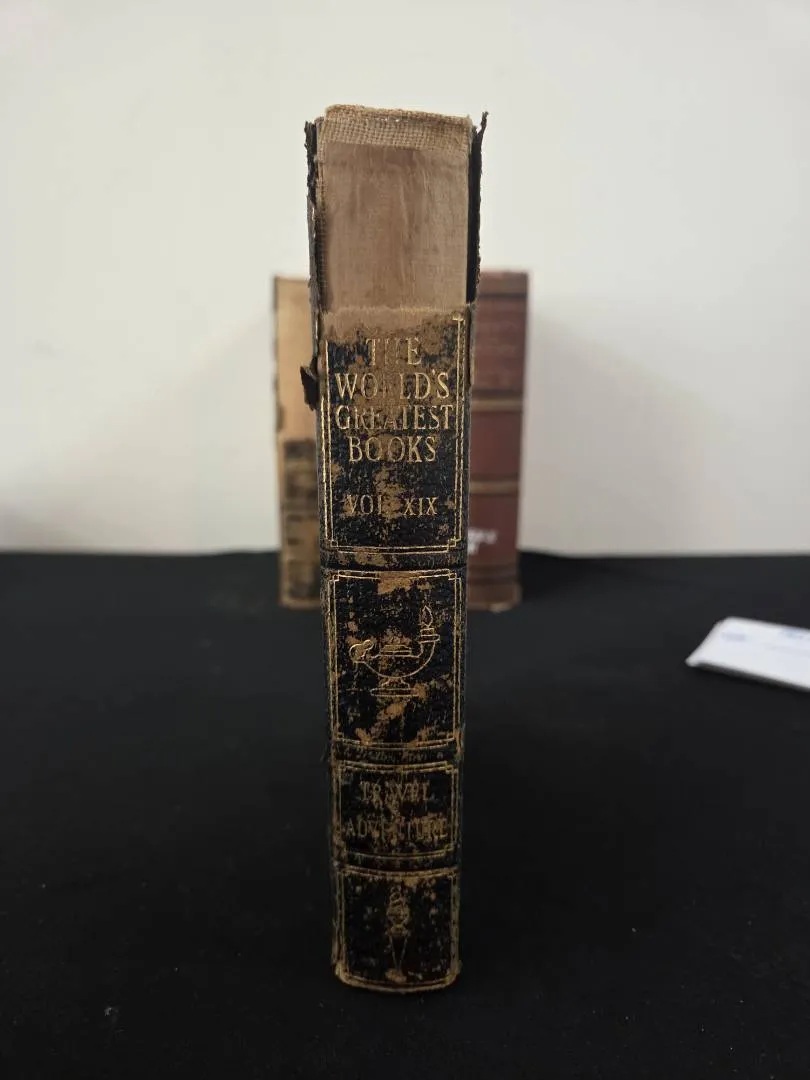 THE
WORLD'S
GREATEST
BOOKS
VOL XIX
TRAVEL
ADVENTURE